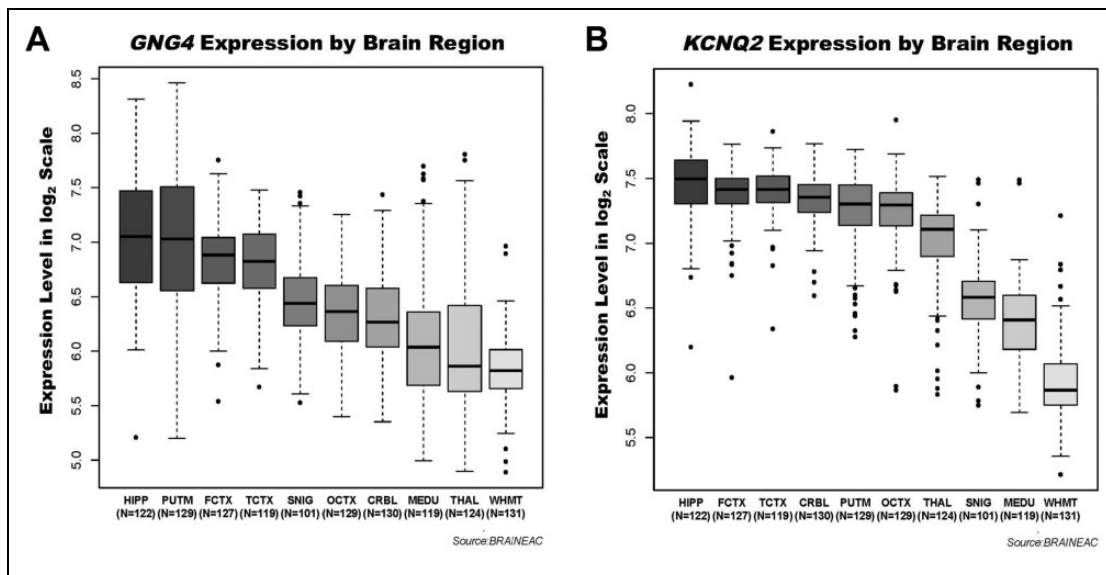 A
GNG4 Expression by Brain Region
Expression Level in log2 Scale
8.5
8.0
7.5
7.0
6.5
6.0
5.5
5.0
HIPP PUTM FCTX TCTX SNIG OCTX CRBL MEDU THAL WHMT
(N=122) (N=129) (N=127) (N=119) (N=101) (N=129) (N=130) (N=119) (N=124) (N=131)
Source:BRAINEAC
B
KCNQ2 Expression by Brain Region
Expression Level in log2 Scale
8.0
7.5
7.0
6.5
6.0
5.5
HIPP FCTX TCTX CRBL PUTM OCTX THAL SNIG MEDU WHMT
(N=122) (N=127) (N=119) (N=130) (N=129) (N=129) (N=124) (N=101) (N=119) (N=131)
Source:BRAINEAC